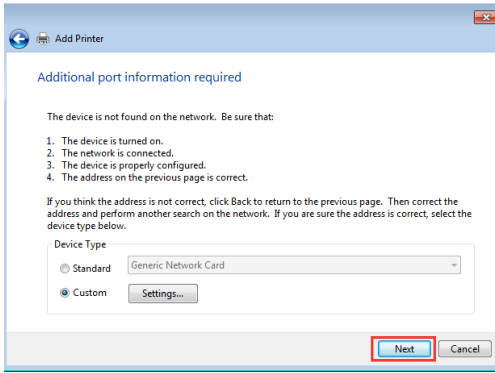 Add Printer
Additional port information required
The device is not found on the network. Be sure that:
1. The device is turned on.
2. The network is connected.
3. The device is properly configured.
4. The address on the previous page is correct.
If you think the address is not correct, click Back to return to the previous page. Then correct the
address and perform another search on the network. If you are sure the address is correct, select the
device type below.
Device Type
Standard Generic Network Card
Custom Settings...
Next Cancel